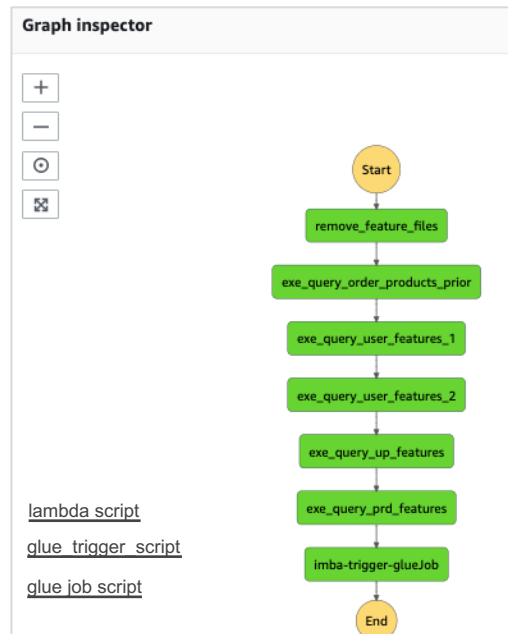 Graph inspector
Start
remove_feature_files
exe_query_order_products_prior
exe_query_user_features_1
exe_query_user_features_2
exe_query_up_features
exe_query_prd_features
imba-trigger-glueJob
End
lambda script
glue_trigger_script
glue job script